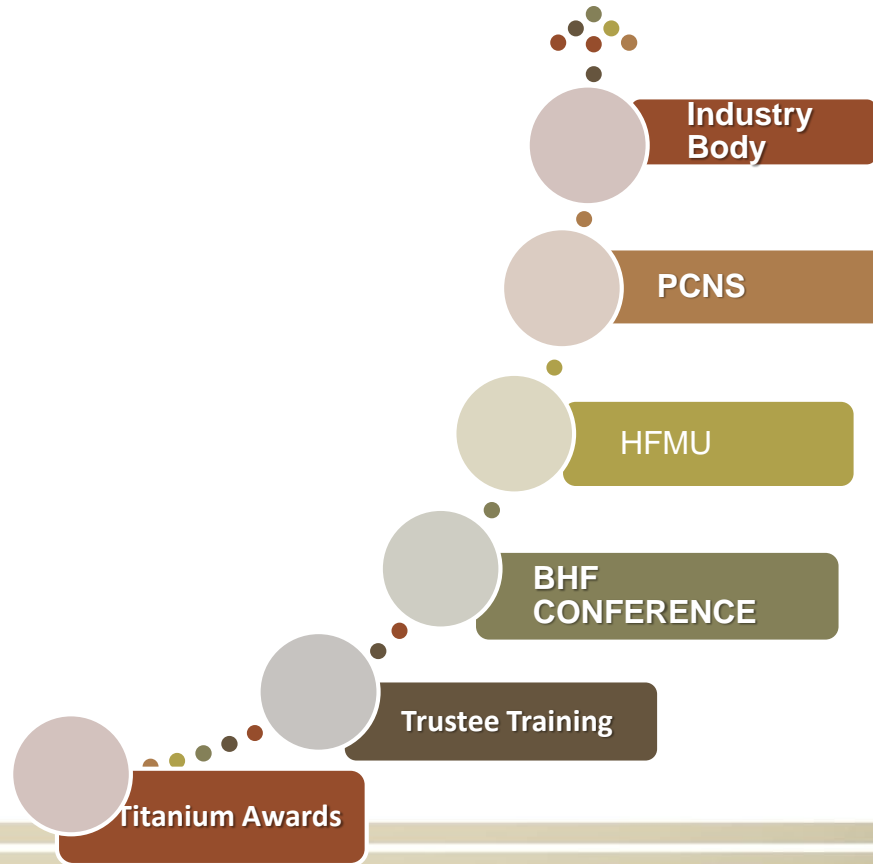 Industry
Body
PCNS
HFMU
BHF
CONFERENCE
Trustee Training
Titanium Awards